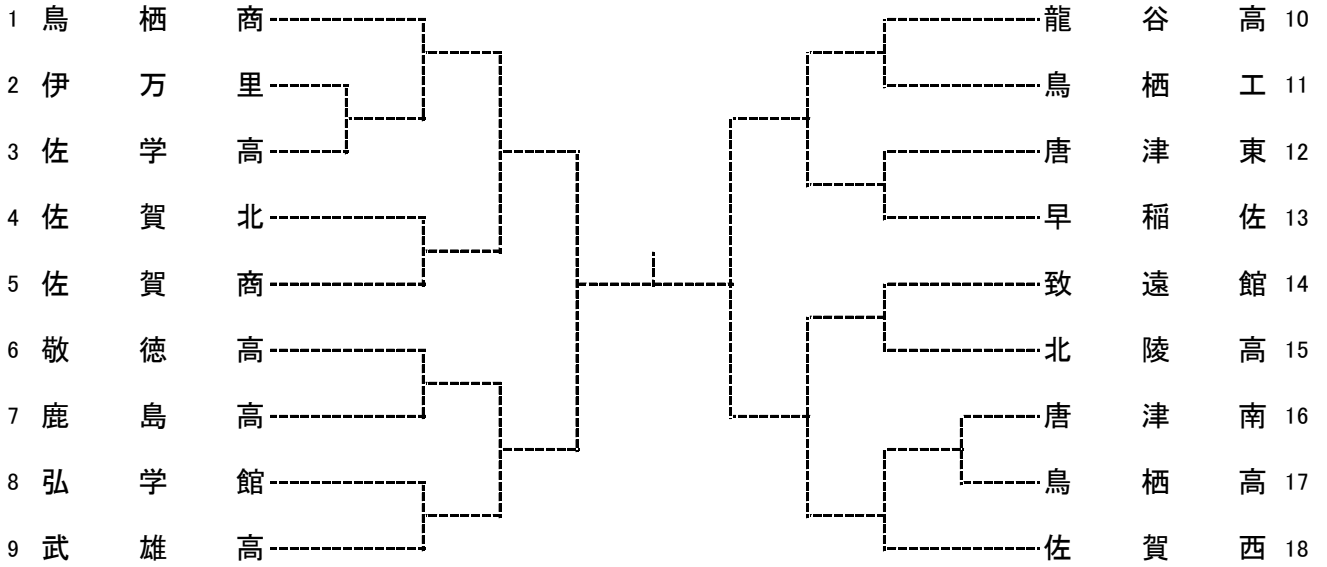 1 鳥栖商
2 伊万里
3 佐学高
4 佐賀北
5 佐賀商
6 敬徳高
7 鹿島高
8 弘学館
9 武雄高
龍谷高 10
鳥栖工 11
唐津東 12
早稲佐 13
致遠館 14
北陵高 15
唐津南 16
鳥栖高 17
佐賀西 18